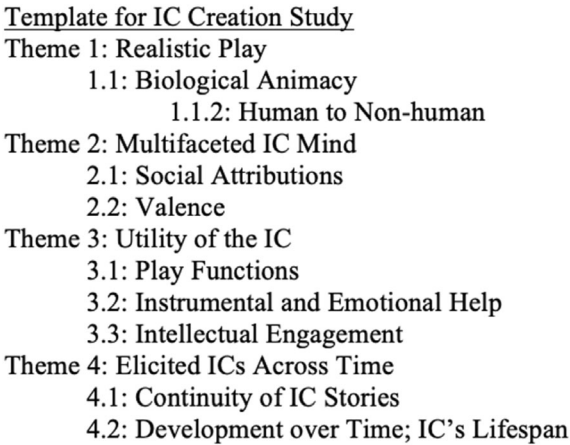 Template for IC Creation Study
Theme 1: Realistic Play
1.1: Biological Animacy
1.1.2: Human to Non-human
Theme 2: Multifaceted IC Mind
2.1: Social Attributions
2.2: Valence
Theme 3: Utility of the IC
3.1: Play Functions
3.2: Instrumental and Emotional Help
3.3: Intellectual Engagement
Theme 4: Elicited ICs Across Time
4.1: Continuity of IC Stories
4.2: Development over Time; IC’s Lifespan